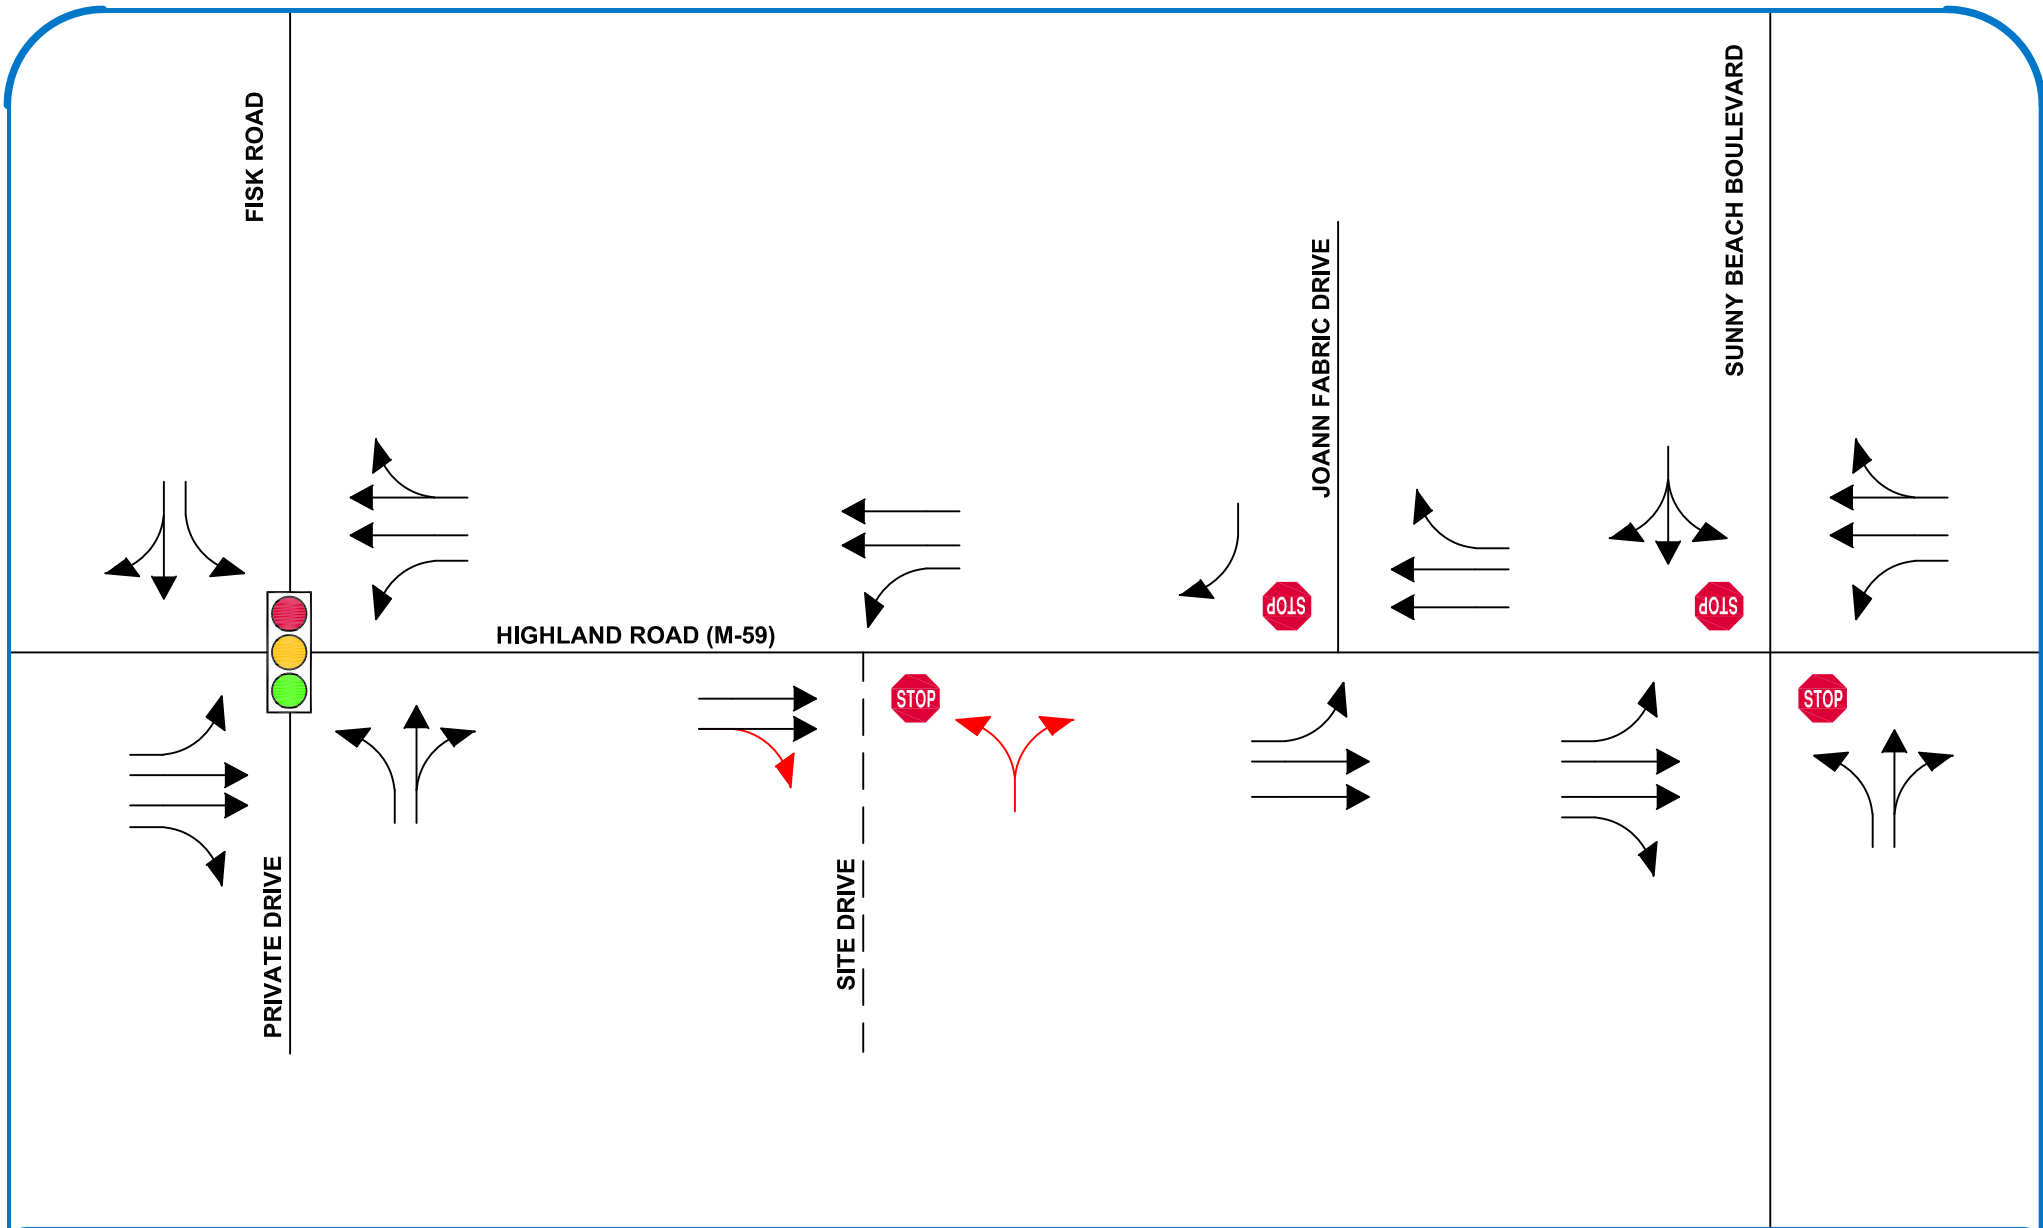 FISK ROAD
SUNNY BEACH BOULEVARD
JOANN FABRIC DRIVE
STOP
STOP
HIGHLAND ROAD (M-59)
STOP
STOP
PRIVATE DRIVE
SITE DRIVE